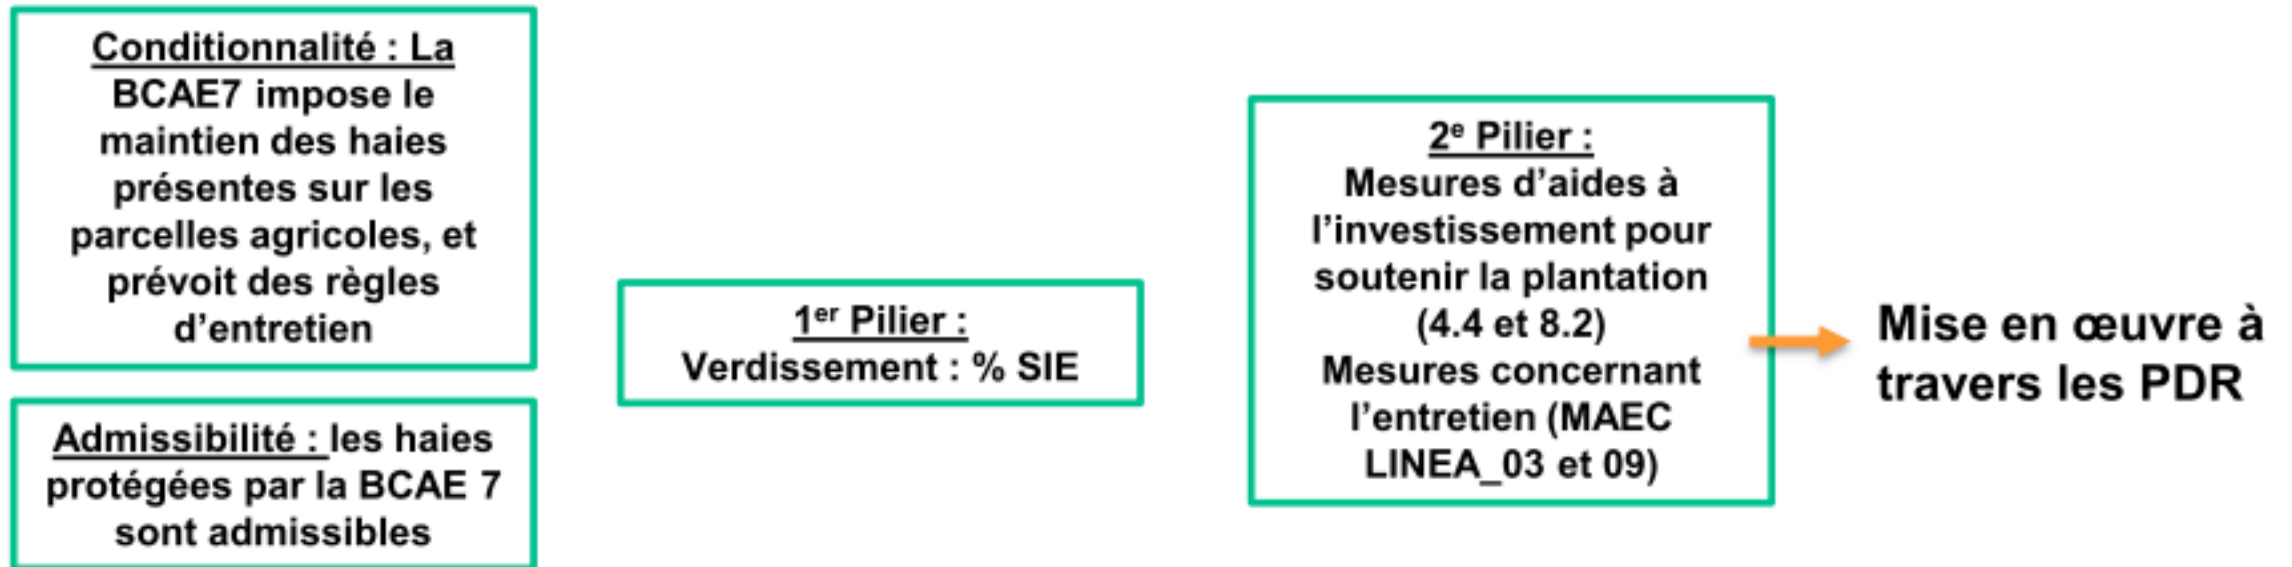 Conditionnalité : La
BCAE7 impose le
maintien des haies
présentes sur les
parcelles agricoles, et
prévoit des règles
d’entretien
Admissibilité : les haies
protégées par la BCAE 7
sont admissibles
1er Pilier :
Verdissement : % SIE
2e Pilier :
Mesures d’aides à
l’investissement pour
soutenir la plantation
(4.4 et 8.2)
Mesures concernant
l’entretien (MAEC
LINEA_03 et 09)
Mise en œuvre à
travers les PDR